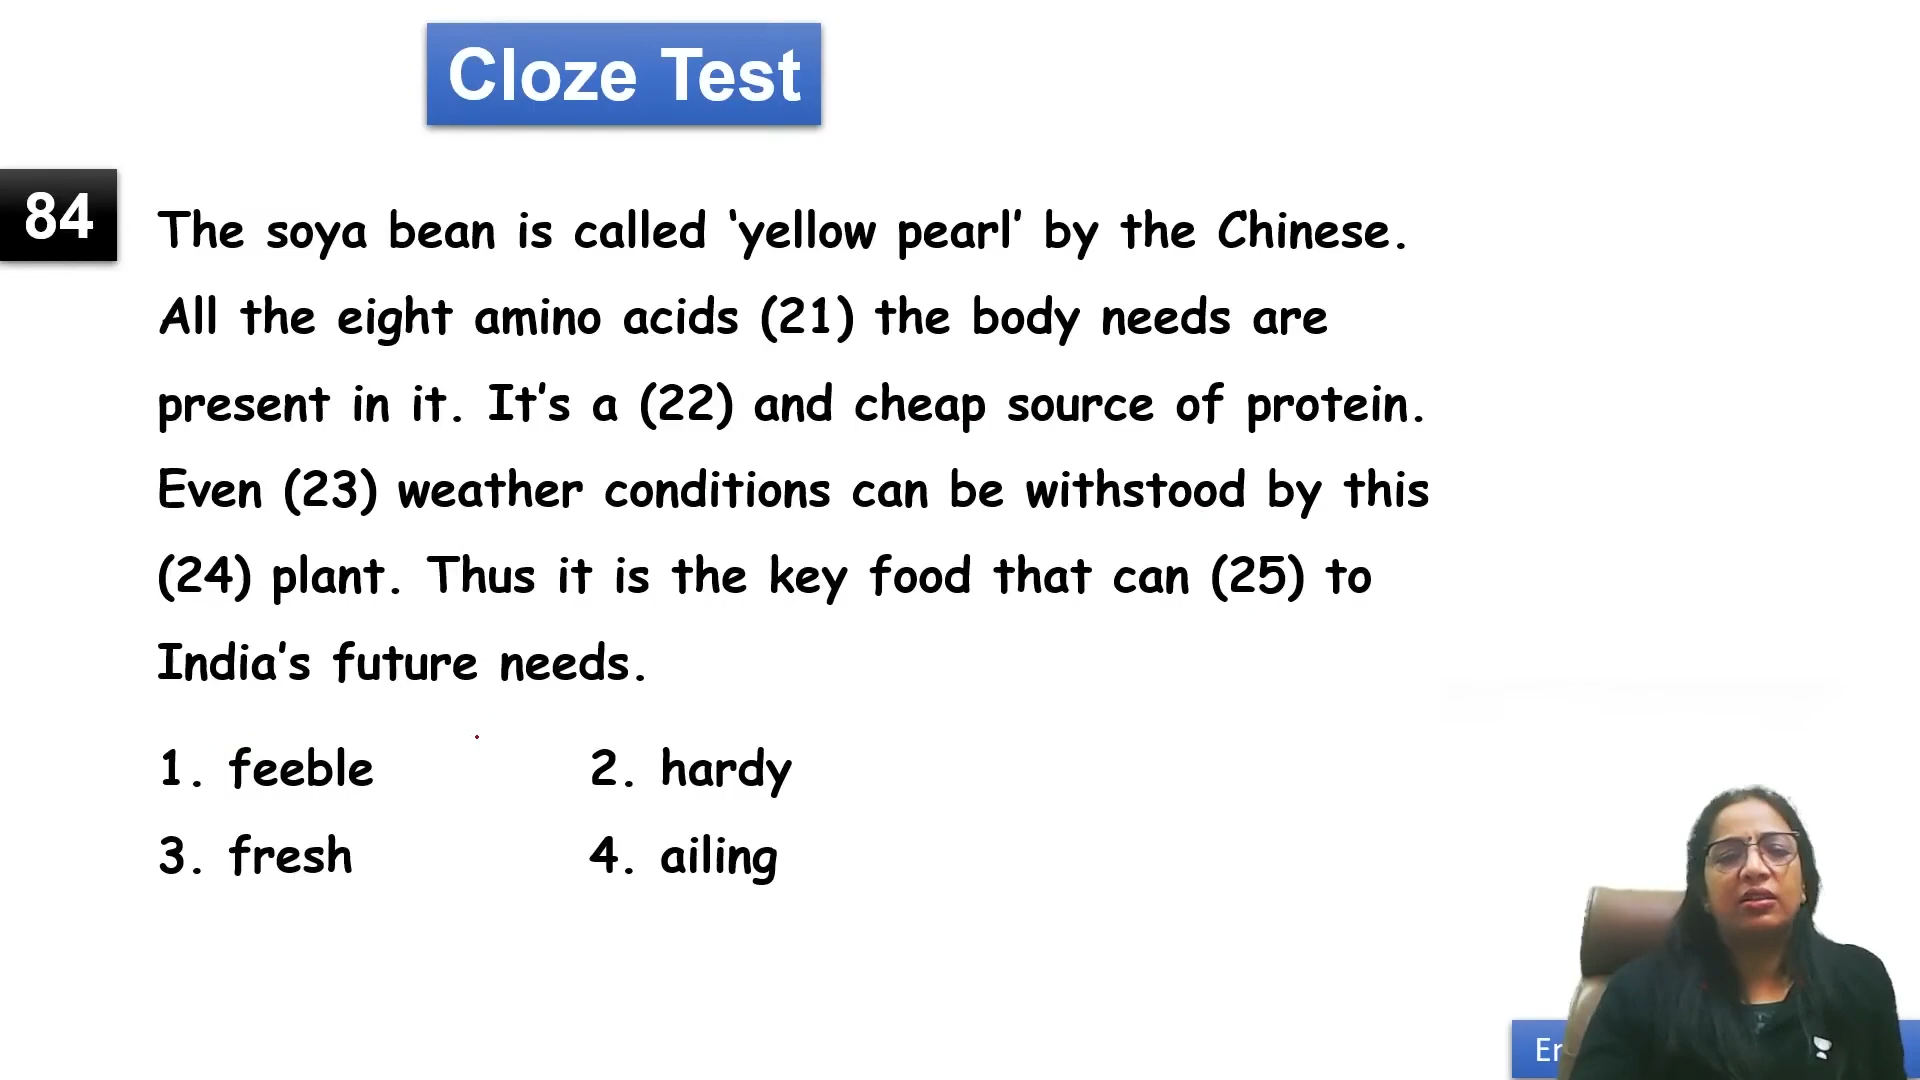 Cloze Test
84
The soya bean is called ‘yellow pearl’ by the Chinese.
All the eight amino acids (21) the body needs are
present in it. It’s a (22) and cheap source of protein.
Even (23) weather conditions can be withstood by this
(24) plant. Thus it is the key food that can (25) to
India’s future needs.
1. feeble 2. hardy
3. fresh 4. ailing